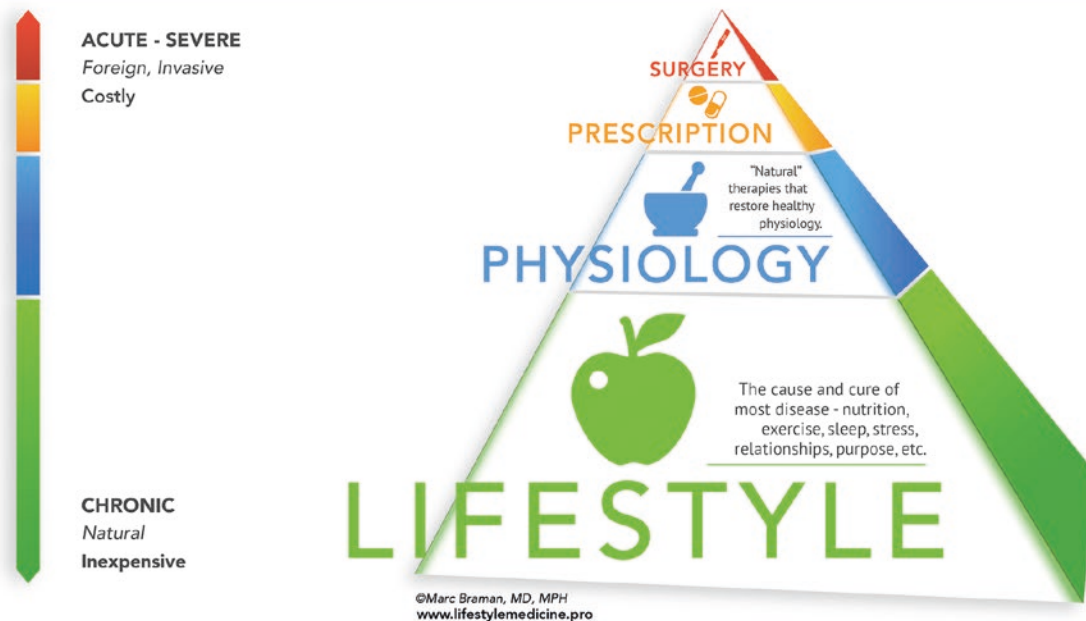 ACUTE - SEVERE
Foreign, Invasive
Costly
CHRONIC
Natural
Inexpensive
SURGERY
PRESCRIPTION
"Natural"
therapies that
restore healthy
physiology.
PHYSIOLOGY
The cause and cure of
most disease - nutrition,
exercise, sleep, stress,
relationships, purpose, etc.
LIFESTYLE
©Marc Braman, MD, MPH
www.lifestylemedicine.pro